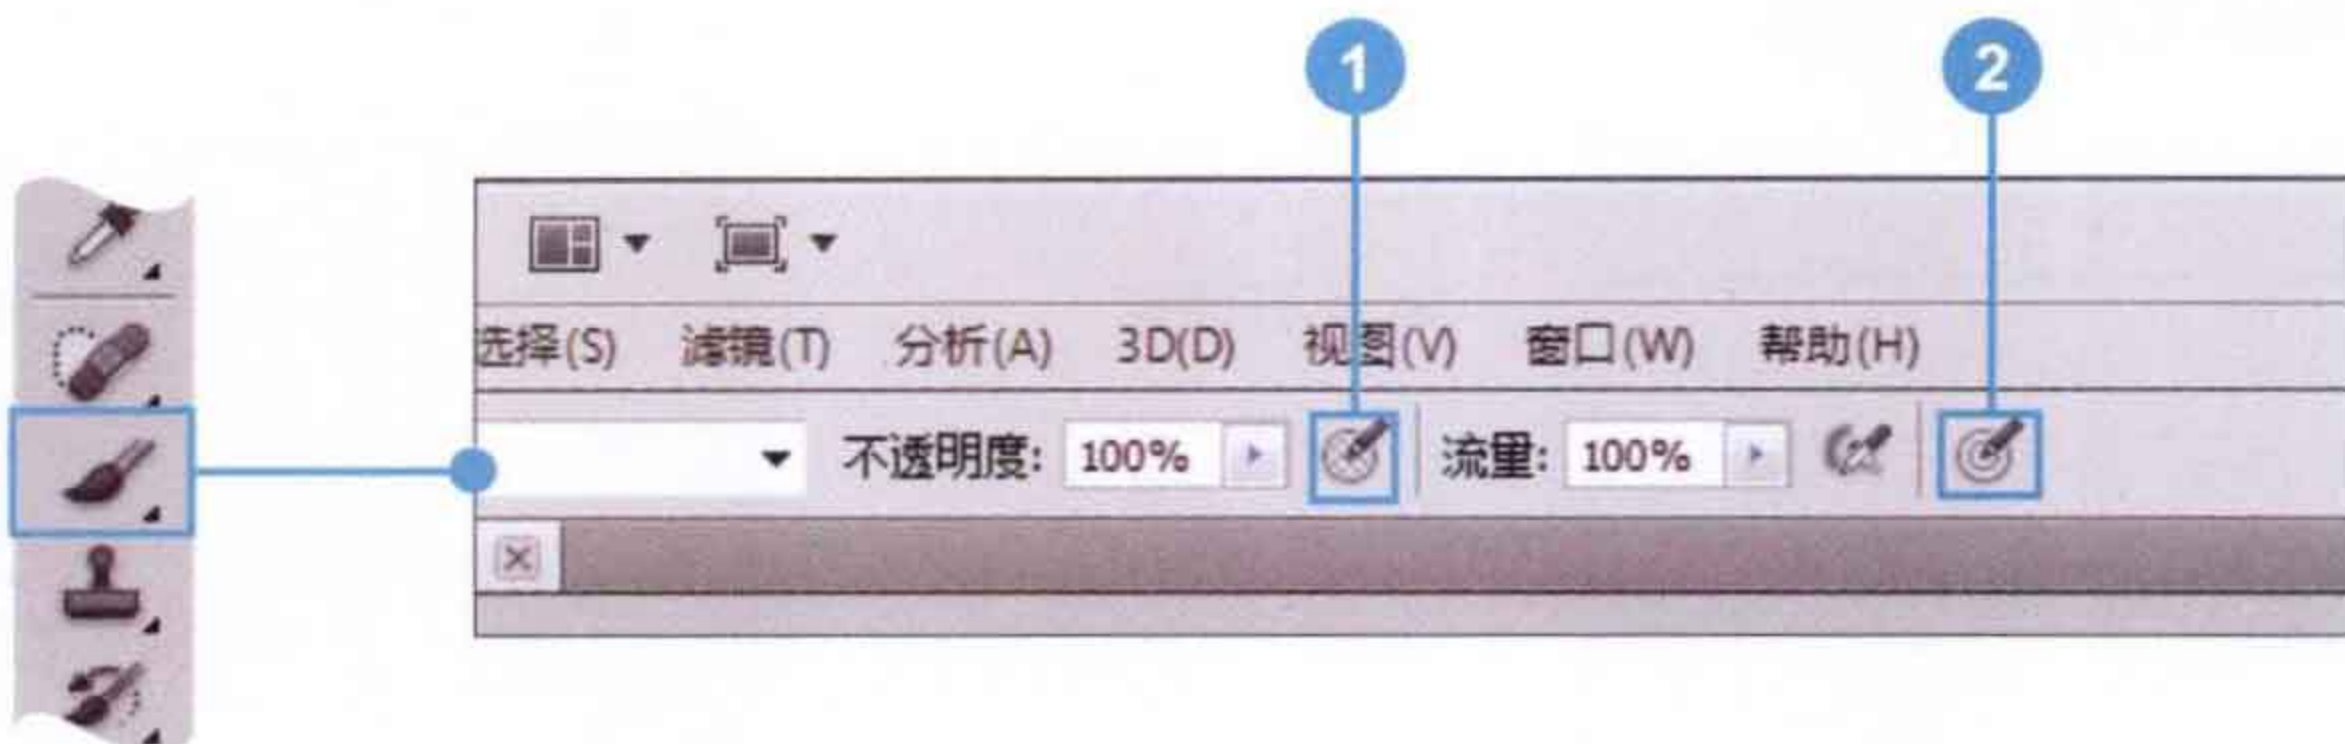 1 2
选择(S) 滤镜(T) 分析(A) 3D(D) 视图(V) 窗口(W) 帮助(H)
不透明度: 100% 流量: 100%